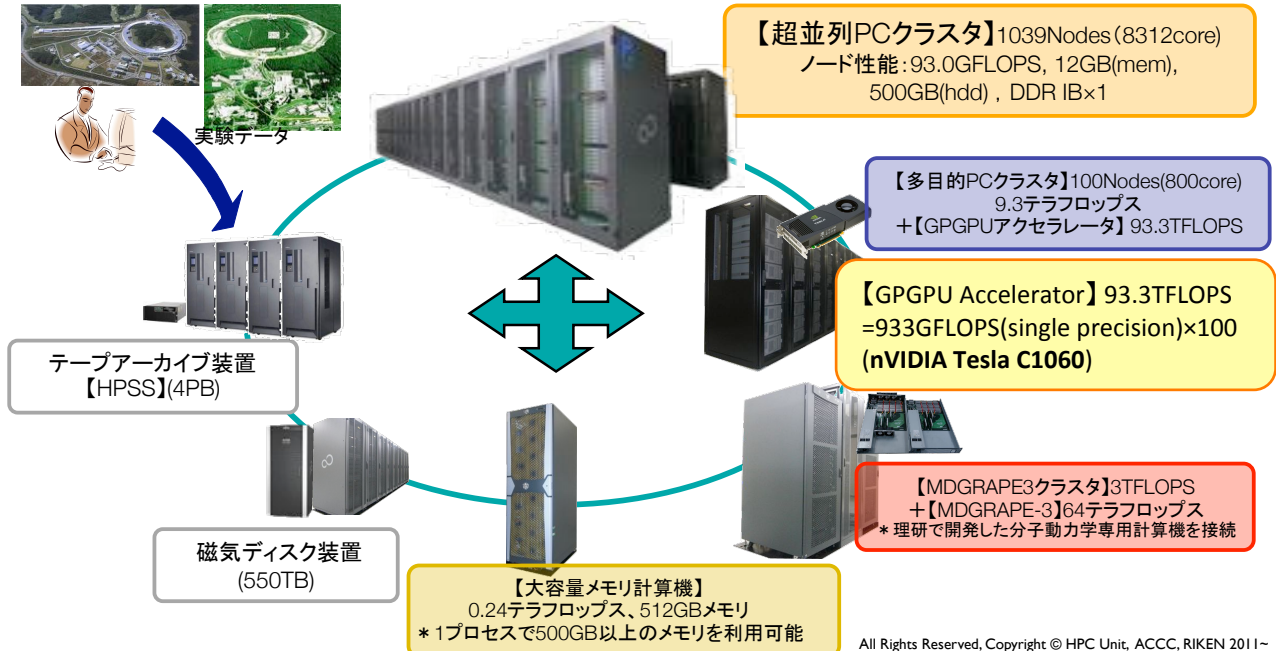 【超並列PCクラスタ】1039Nodes(8312core)
ノード性能:93.0GFLOPS, 12GB(mem),
500GB(hdd) , DDR IB×1
実験データ
【多目的PCクラスタ】100Nodes(800core)
9.3テラフロップス
+【GPGPUアクセラレータ】 93.3TFLOPS
【GPGPU Accelerator】 93.3TFLOPS
=933GFLOPS(single precision)×100
(nVIDIA Tesla C1060)
テープアーカイブ装置
【HPSS】(4PB)
【MDGRAPE3クラスタ】3TFLOPS
+【MDGRAPE-3】64テラフロップス
*理研で開発した分子動力学専用計算機を接続
磁気ディスク装置
(550TB)
【大容量メモリ計算機】
0.24テラフロップス、512GBメモリ
*1プロセスで500GB以上のメモリを利用可能
All Rights Reserved, Copyright © HPC Unit, ACCC, RIKEN 2011~